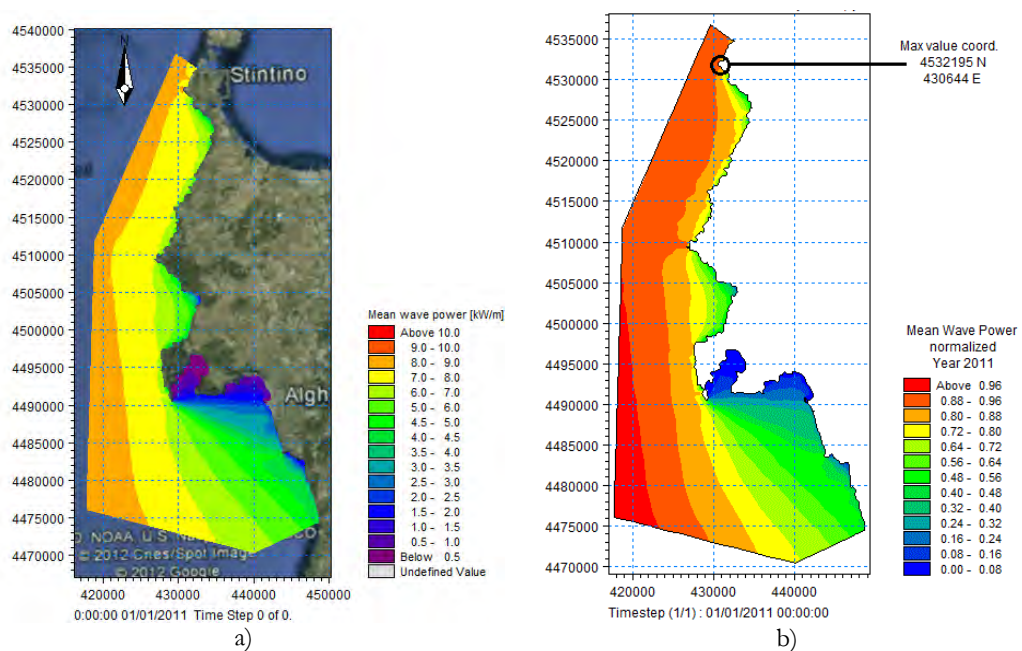 4540000
4535000
4530000
4525000
4520000
4515000
4510000
4505000
4500000
4495000
4490000
4485000
4480000
4475000
4470000
N
Stintino
Algh
NOAA, U.S. N
CO
© 2012 Cnes/Spot Image
© 2012 Google
420000 430000 440000 450000
0:00:00 01/01/2011 Time Step 0 of 0.
a)
Mean wave power [kW/m]
Above 10.0
9.0 - 10.0
8.0 - 9.0
7.0 - 8.0
6.0 - 7.0
5.0 - 6.0
4.5 - 5.0
4.0 - 4.5
3.5 - 4.0
3.0 - 3.5
2.5 - 3.0
2.0 - 2.5
1.5 - 2.0
1.0 - 1.5
0.5 - 1.0
Below 0.5
Undefined Value
4535000
4530000
4525000
4520000
4515000
4510000
4505000
4500000
4495000
4490000
4485000
4480000
4475000
4470000
Max value coord.
4532195 N
430644 E
420000 430000 440000
Timestep (1/1) : 01/01/2011 00:00:00
b)
Mean Wave Power
normalized
Year 2011
Above 0.96
0.88 - 0.96
0.80 - 0.88
0.72 - 0.80
0.64 - 0.72
0.56 - 0.64
0.48 - 0.56
0.40 - 0.48
0.32 - 0.40
0.24 - 0.32
0.16 - 0.24
0.08 - 0.16
0.00 - 0.08